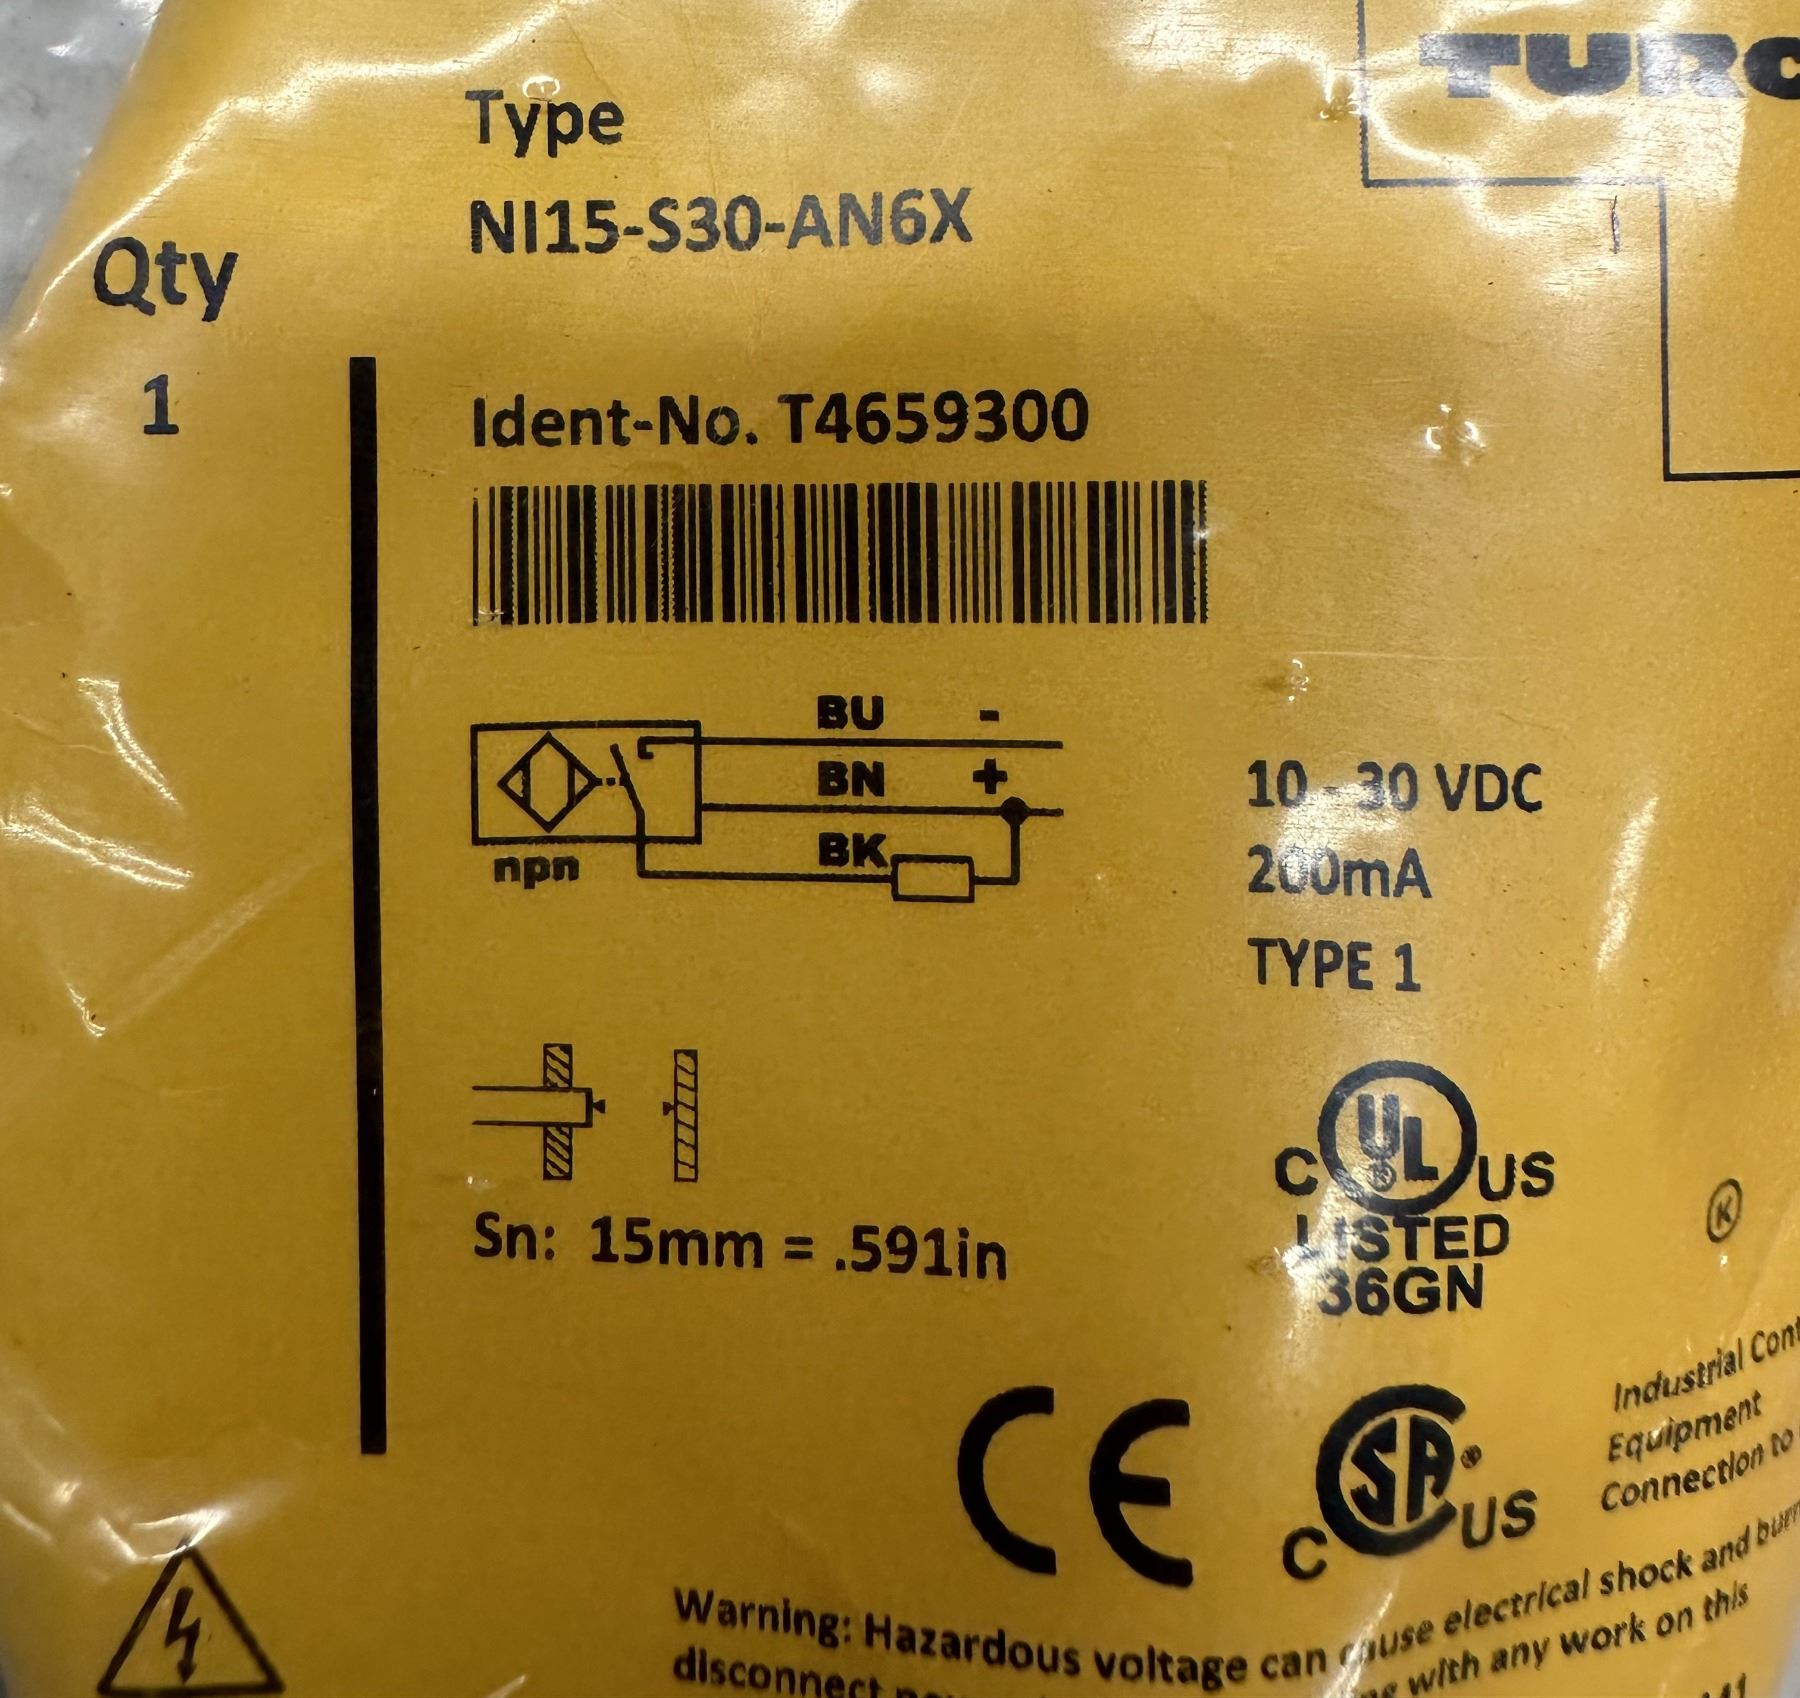 TURC
Type
NI15-S30-AN6X
Qty
1
Ident-No. T4659300
BU -
BN +
BK
npn
10 - 30 VDC
200mA
TYPE 1
Sn: 15mm = .591in
C UL US
®
LISTED
36GN
K
CE
C SA US
®
Industrial Cont
Equipment
Connection to
Warning: Hazardous voltage can cause electrical shock and burn
disconnect with any work on this
41